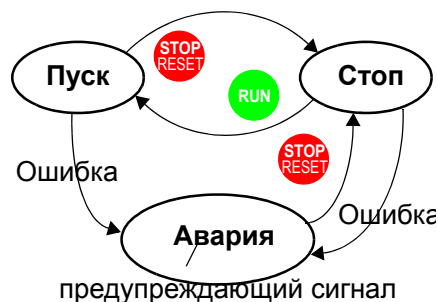 Пуск
STOP
RESET
Стоп
RUN
STOP
RESET
Ошибка
Ошибка
Авария
предупреждающий сигнал